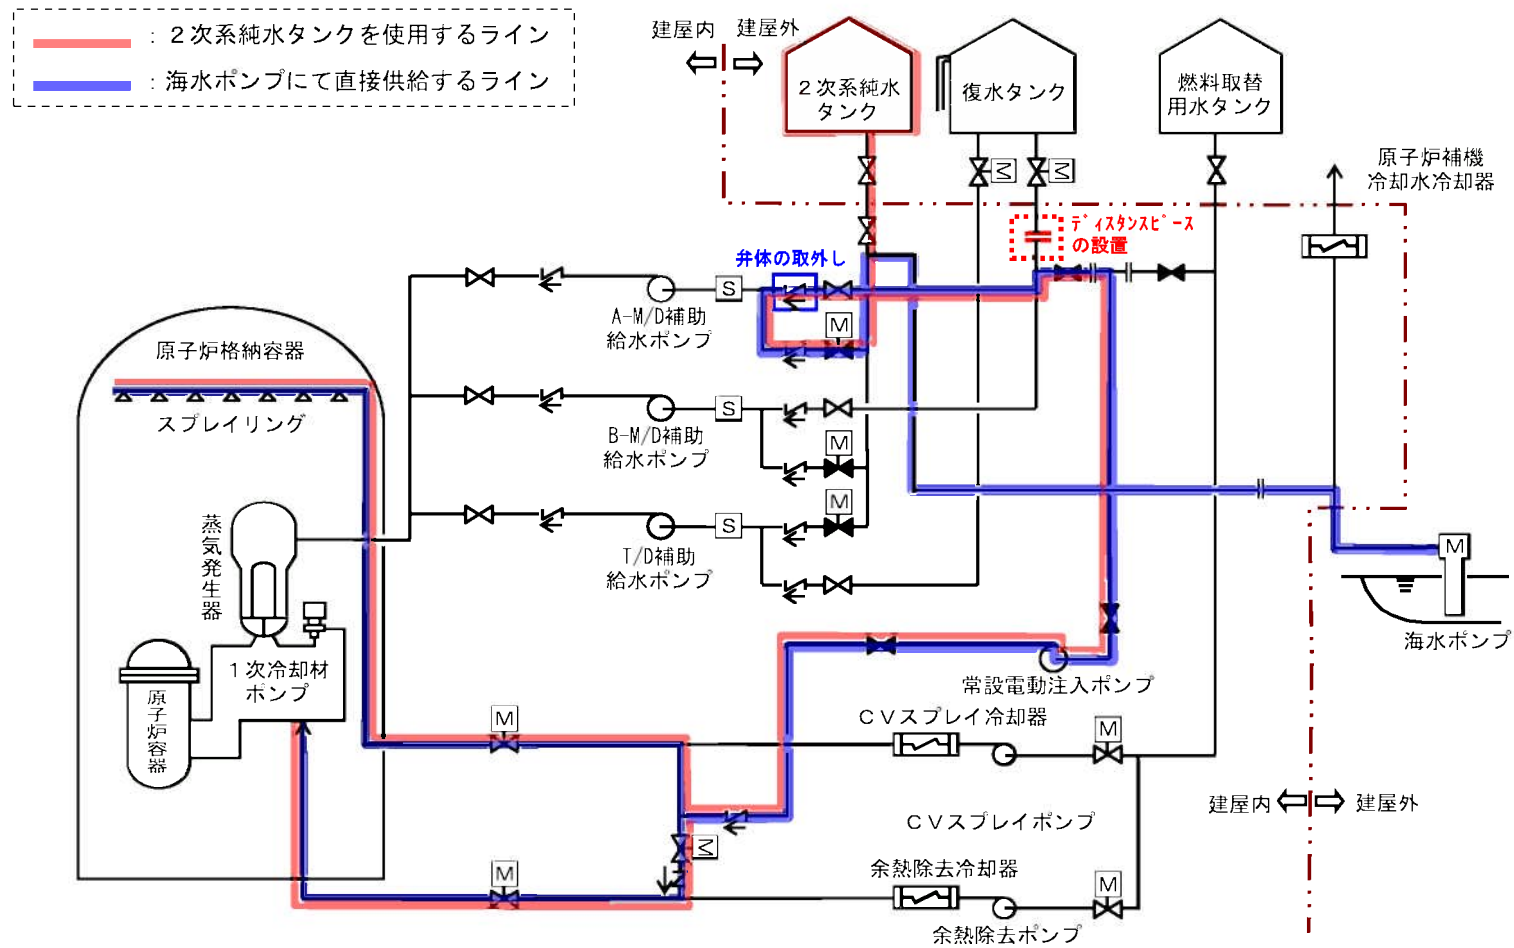 ：２次系純水タンクを使用するライン
：海水ポンプにて直接供給するライン
建屋内
建屋外
２次系純水
タンク
復水タンク
燃料取替
用水タンク
原子炉補機
冷却水冷却器
M
M
ディスタンスピース
の設置
弁体の取外し
S
A-M/D補助
給水ポンプ
M
原子炉格納容器
スプレイリング
S
B-M/D補助
給水ポンプ
M
M
S
T/D補助
給水ポンプ
蒸気発生器
M
海水ポンプ
１次冷却材
ポンプ
原子炉容器
常設電動注入ポンプ
M
ＣＶスプレイ冷却器
M
建屋内
建屋外
ＣＶスプレイポンプ
M
M
余熱除去冷却器
M
余熱除去ポンプ